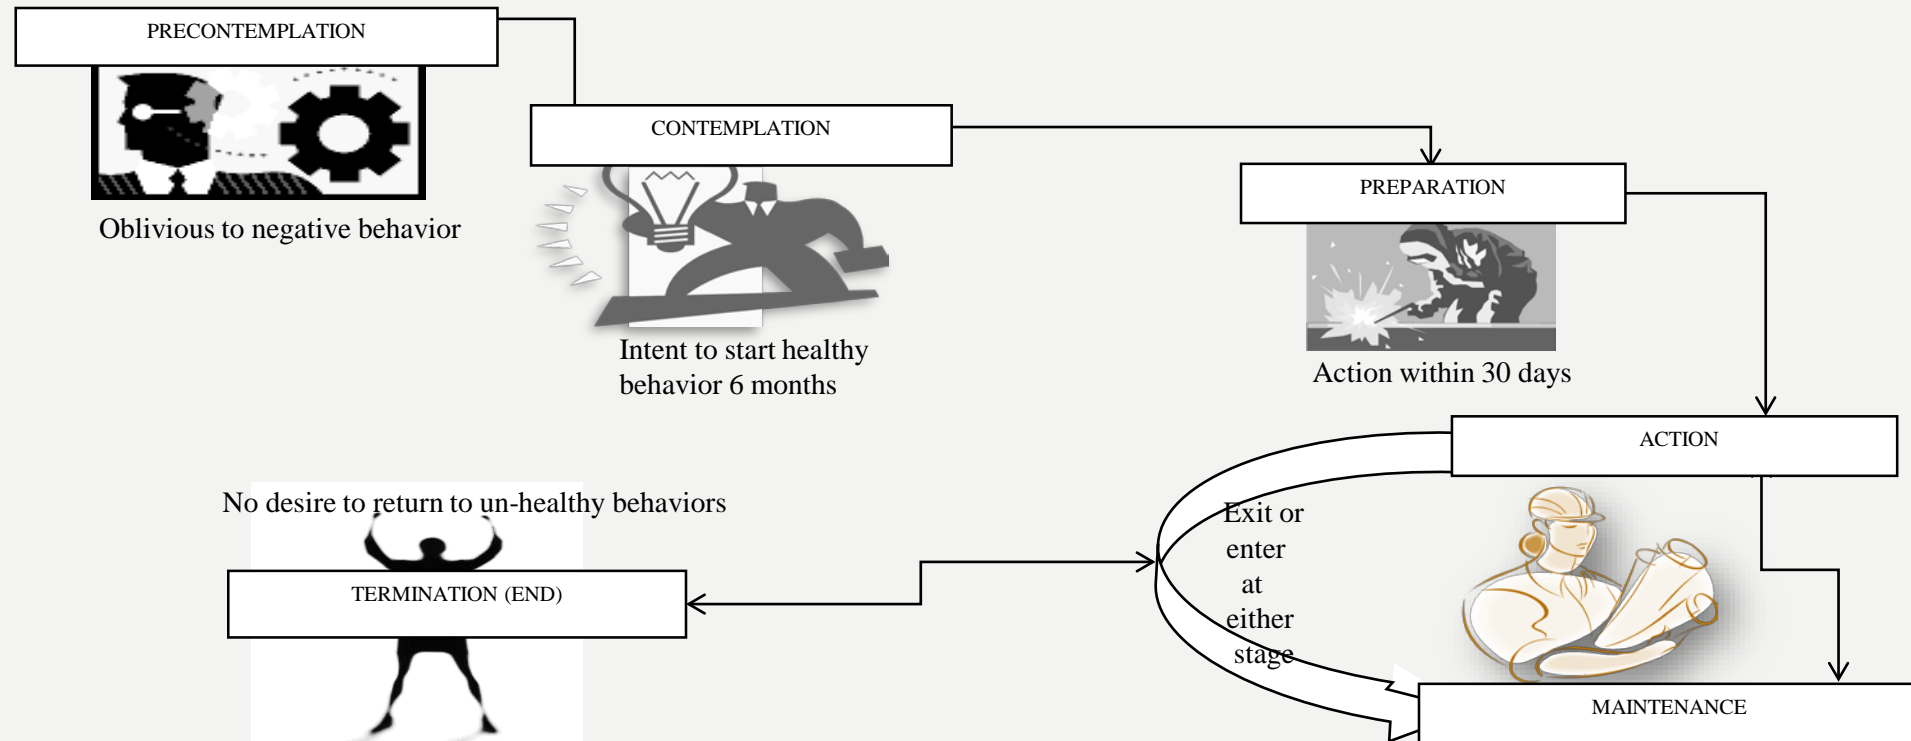 PRECONTEMPLATION
Oblivious to negative behavior
CONTEMPLATION
Intent to start healthy
behavior 6 months
PREPARATION
Action within 30 days
ACTION
Exit or
enter
at
either
stage
MAINTENANCE
No desire to return to un-healthy behaviors
TERMINATION (END)